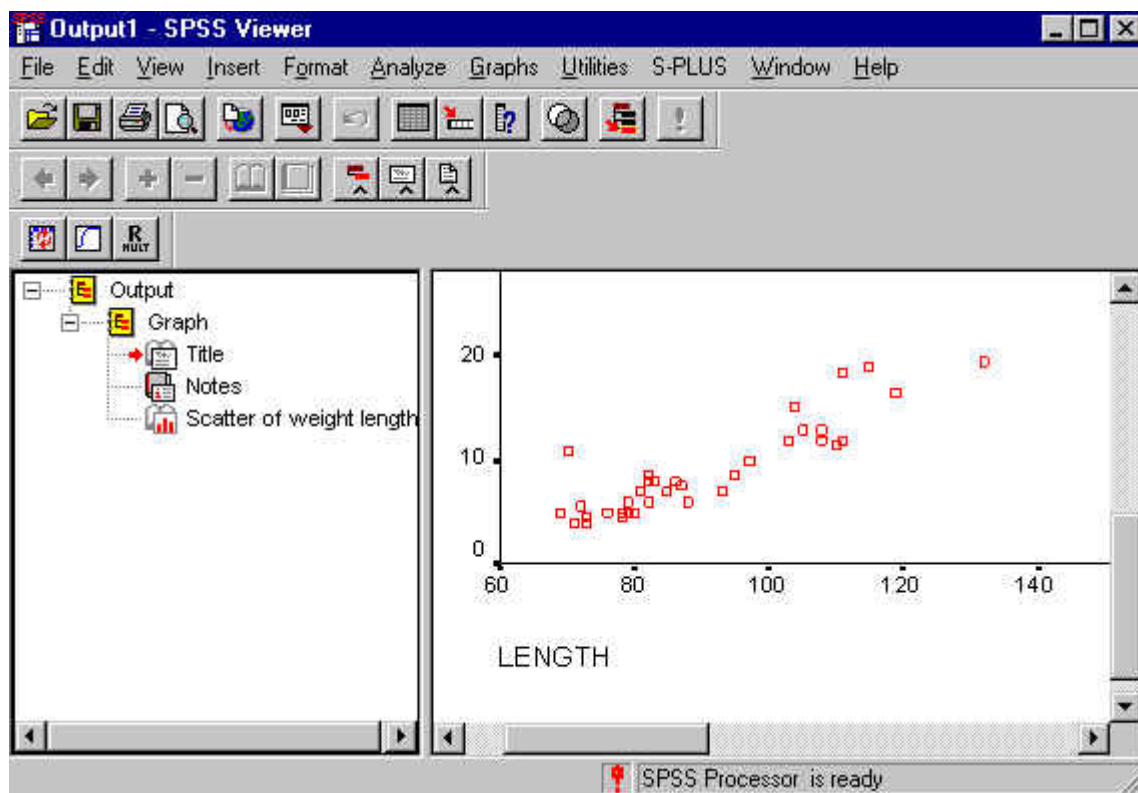 Output1 - SPSS Viewer
File Edit View Insert Format Analyze Graphs Utilities S-PLUS Window Help
R
MULT
Output
Graph
Title
Notes
Scatter of weight length
20
10
0
60 80 100 120 140
LENGTH
SPSS Processor is ready